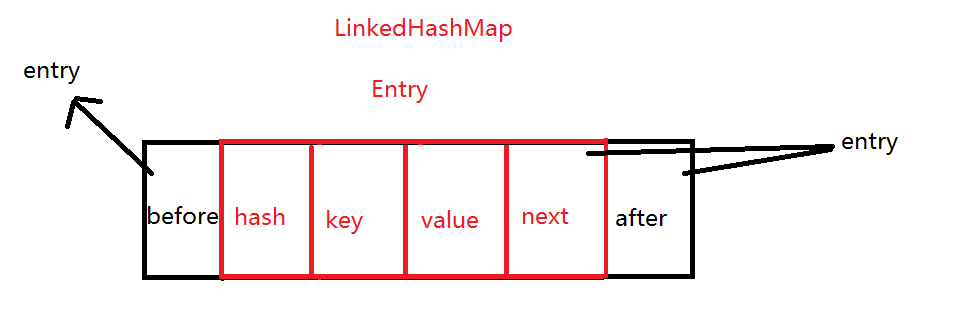 LinkedHashMap
entry
Entry
entry
before hash key value next after